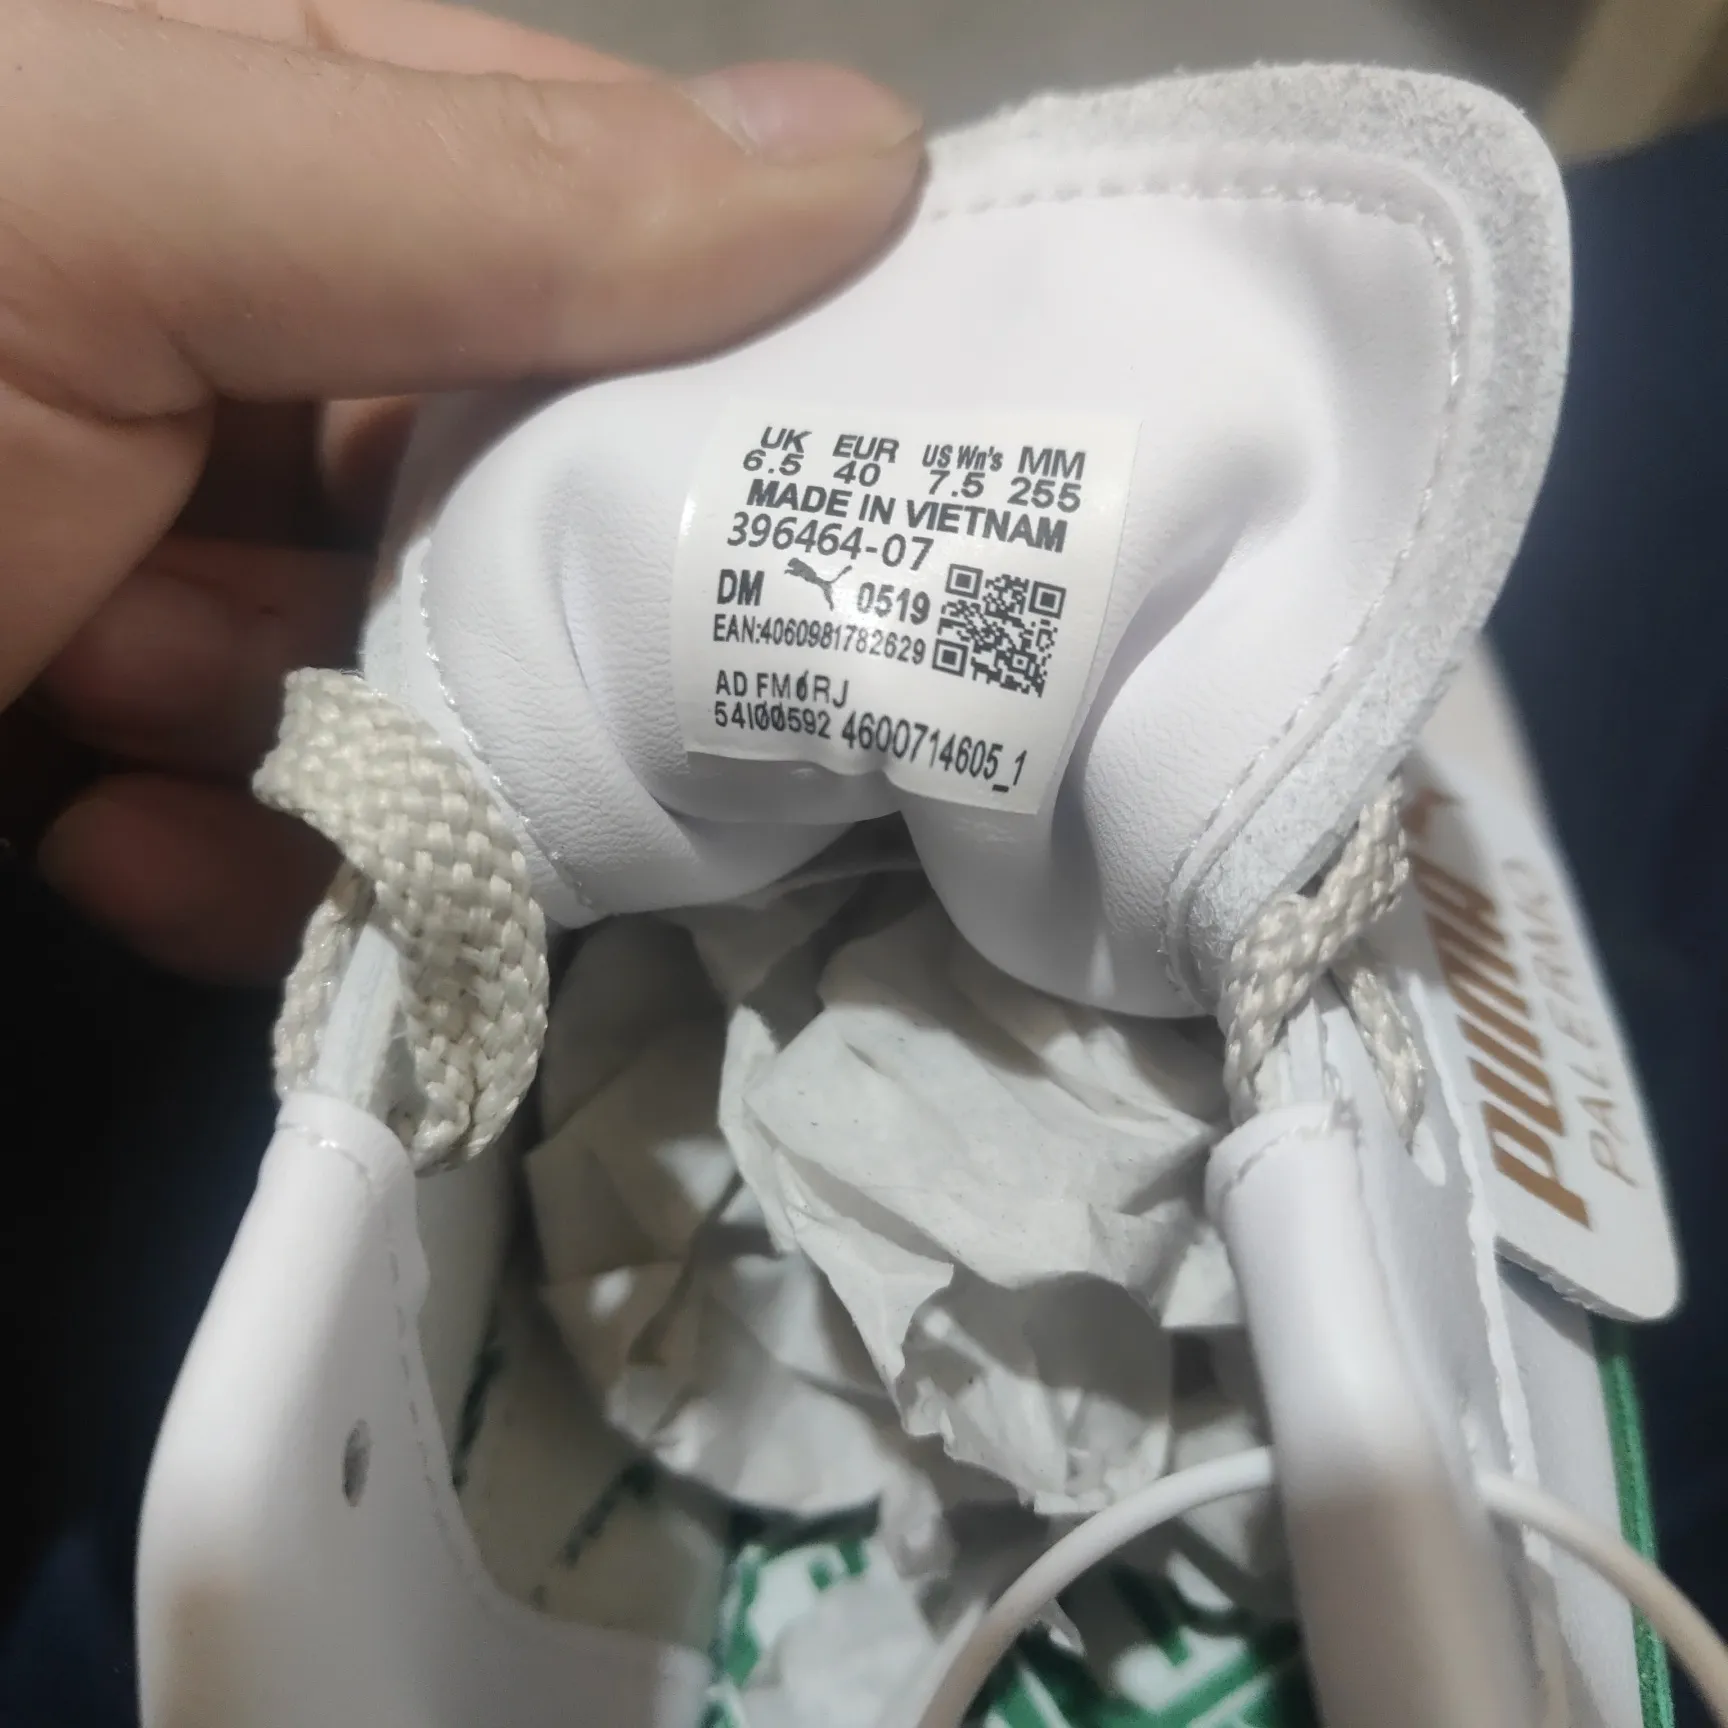 UK EUR US Wn's MM
6.5 40 7.5 255
MADE IN VIETNAM
396464-07
DM 0519
EAN:4060981782629
AD FM6RJ
54I00592 4600714605_1
PUMA
PALERMO